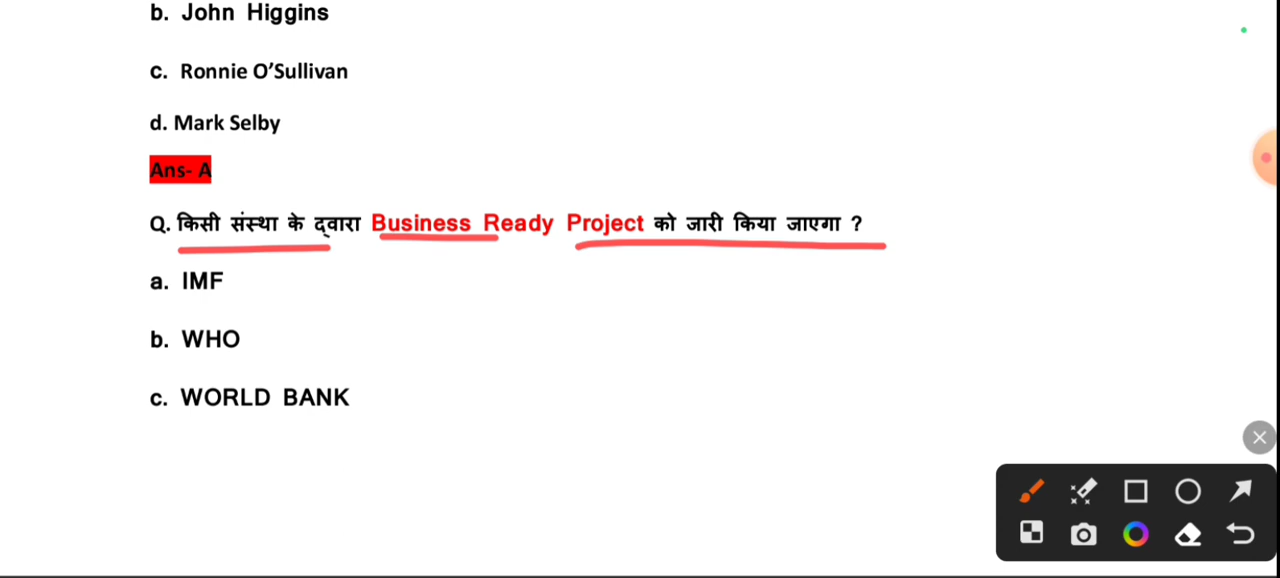 b. John Higgins
c. Ronnie O’Sullivan
d. Mark Selby
Ans- A
Q. किसी संस्था के द्वारा Business Ready Project को जारी किया जाएगा ?
a. IMF
b. WHO
c. WORLD BANK